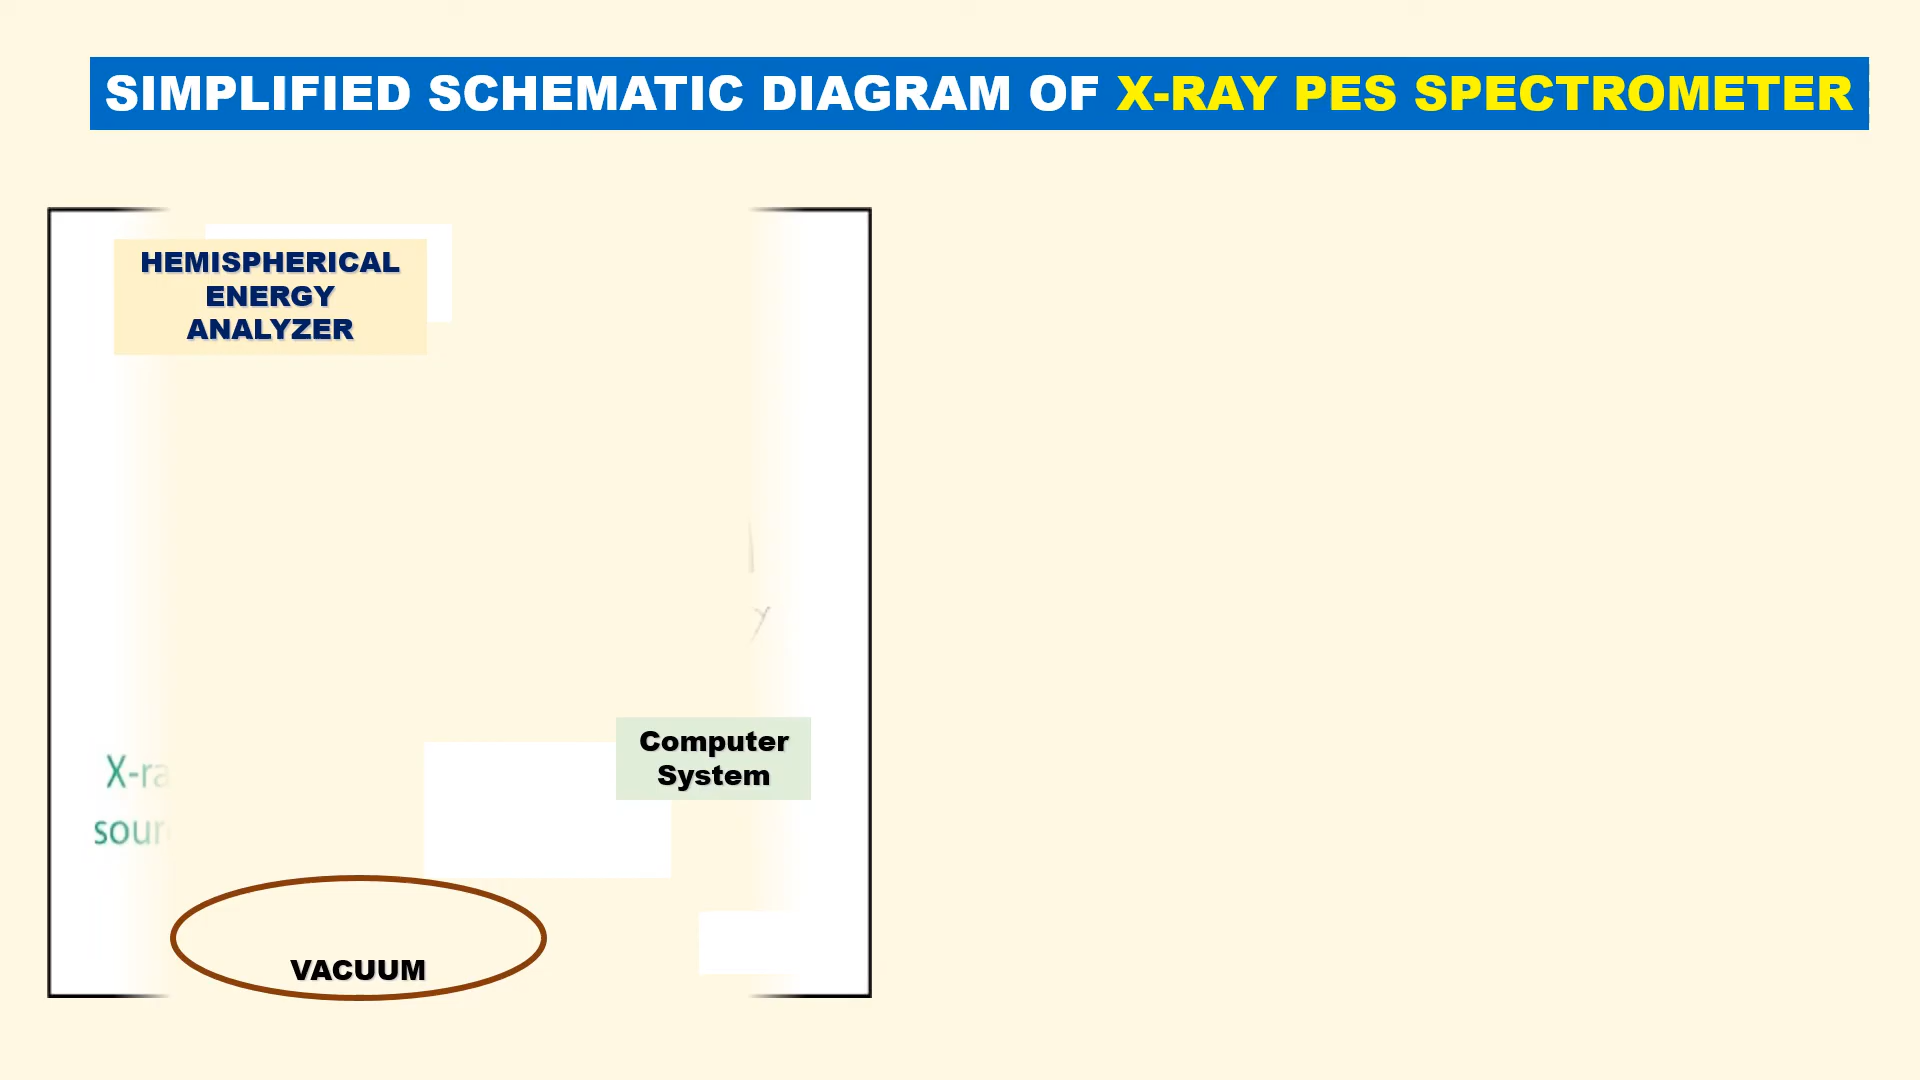 SIMPLIFIED SCHEMATIC DIAGRAM OF X-RAY PES SPECTROMETER
HEMISPHERICAL
ENERGY
ANALYZER
Computer
System
X-ra
sour
VACUUM